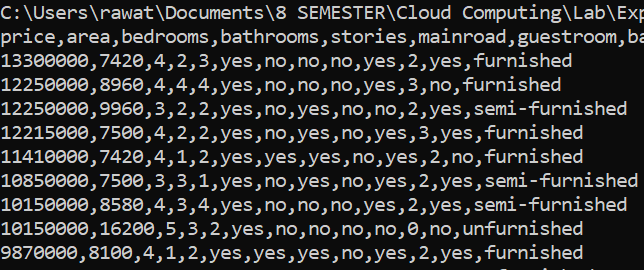 C:\Users\rawat\Documents\8 SEMESTER\Cloud Computing\Lab\Exp
price,area,bedrooms,bathrooms,stories,mainroad,guestroom,ba
13300000,7420,4,2,3,yes,no,no,no,yes,2,yes,furnished
12250000,8960,4,4,4,yes,no,no,no,yes,3,no,furnished
12250000,9960,3,2,2,yes,no,yes,no,no,2,yes,semi-furnished
12215000,7500,4,2,2,yes,no,yes,no,yes,3,yes,furnished
11410000,7420,4,1,2,yes,yes,yes,no,yes,2,no,furnished
10850000,7500,3,3,1,yes,no,yes,no,yes,2,yes,semi-furnished
10150000,8580,4,3,4,yes,no,no,no,yes,2,yes,semi-furnished
10150000,16200,5,3,2,yes,no,no,no,no,0,no,unfurnished
9870000,8100,4,1,2,yes,yes,yes,no,yes,2,yes,furnished